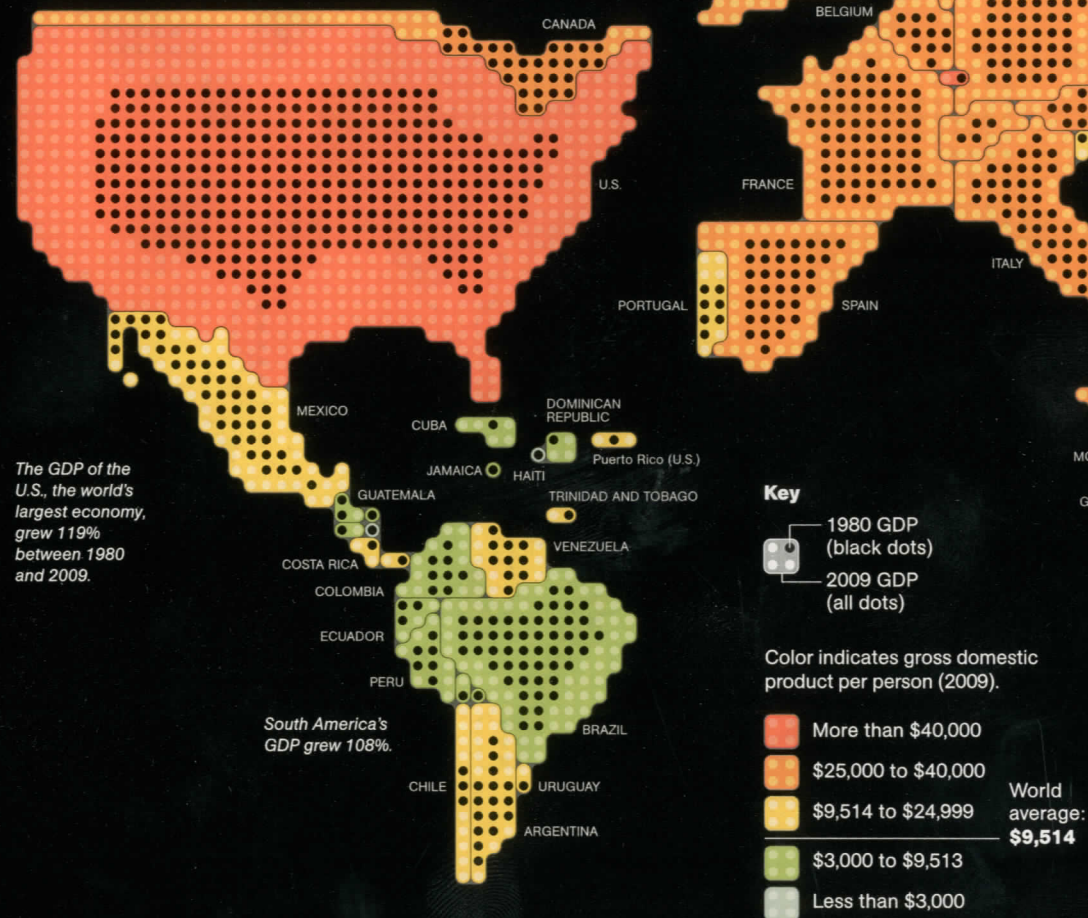 CANADA
BELGIUM
U.S.
FRANCE
ITALY
PORTUGAL
SPAIN
MEXICO
CUBA
DOMINICAN
REPUBLIC
JAMAICA
HAITI
Puerto Rico (U.S.)
The GDP of the
U.S., the world's
largest economy,
grew 119%
between 1980
and 2009.
GUATEMALA
TRINIDAD AND TOBAGO
COSTA RICA
VENEZUELA
COLOMBIA
ECUADOR
PERU
South America's
GDP grew 108%.
BRAZIL
CHILE
URUGUAY
ARGENTINA
Key
1980 GDP
(black dots)
2009 GDP
(all dots)
Color indicates gross domestic
product per person (2009).
More than $40,000
$25,000 to $40,000
$9,514 to $24,999
World
average:
$9,514
$3,000 to $9,513
Less than $3,000